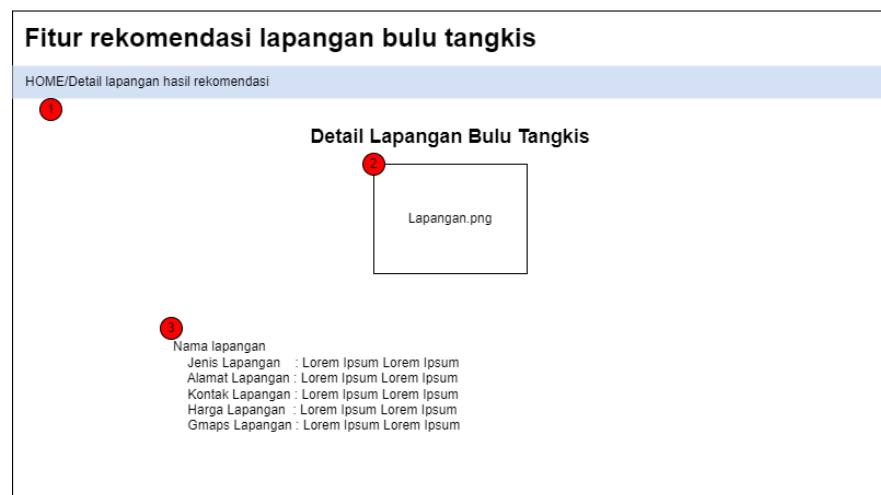 Fitur rekomendasi lapangan bulu tangkis
HOME/Detail lapangan hasil rekomendasi
1
Detail Lapangan Bulu Tangkis
2
Lapangan.png
3
Nama lapangan
Jenis Lapangan : Lorem Ipsum Lorem Ipsum
Alamat Lapangan : Lorem Ipsum Lorem Ipsum
Kontak Lapangan : Lorem Ipsum Lorem Ipsum
Harga Lapangan : Lorem Ipsum Lorem Ipsum
Gmaps Lapangan : Lorem Ipsum Lorem Ipsum